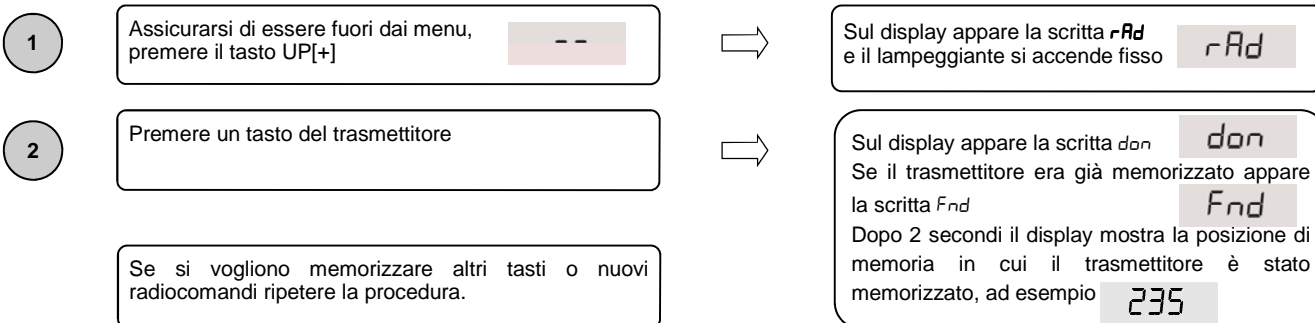 1
Assicurarsi di essere fuori dai menu,
premere il tasto UP[+]
--
Sul display appare la scritta rAd
e il lampeggiante si accende fisso
rAd
2
Premere un tasto del trasmettitore
Sul display appare la scritta don
don
Se il trasmettitore era già memorizzato appare
la scritta Fnd
Fnd
Dopo 2 secondi il display mostra la posizione di
memoria in cui il trasmettitore è stato
memorizzato, ad esempio
235
Se si vogliono memorizzare altri tasti o nuovi
radiocomandi ripetere la procedura.